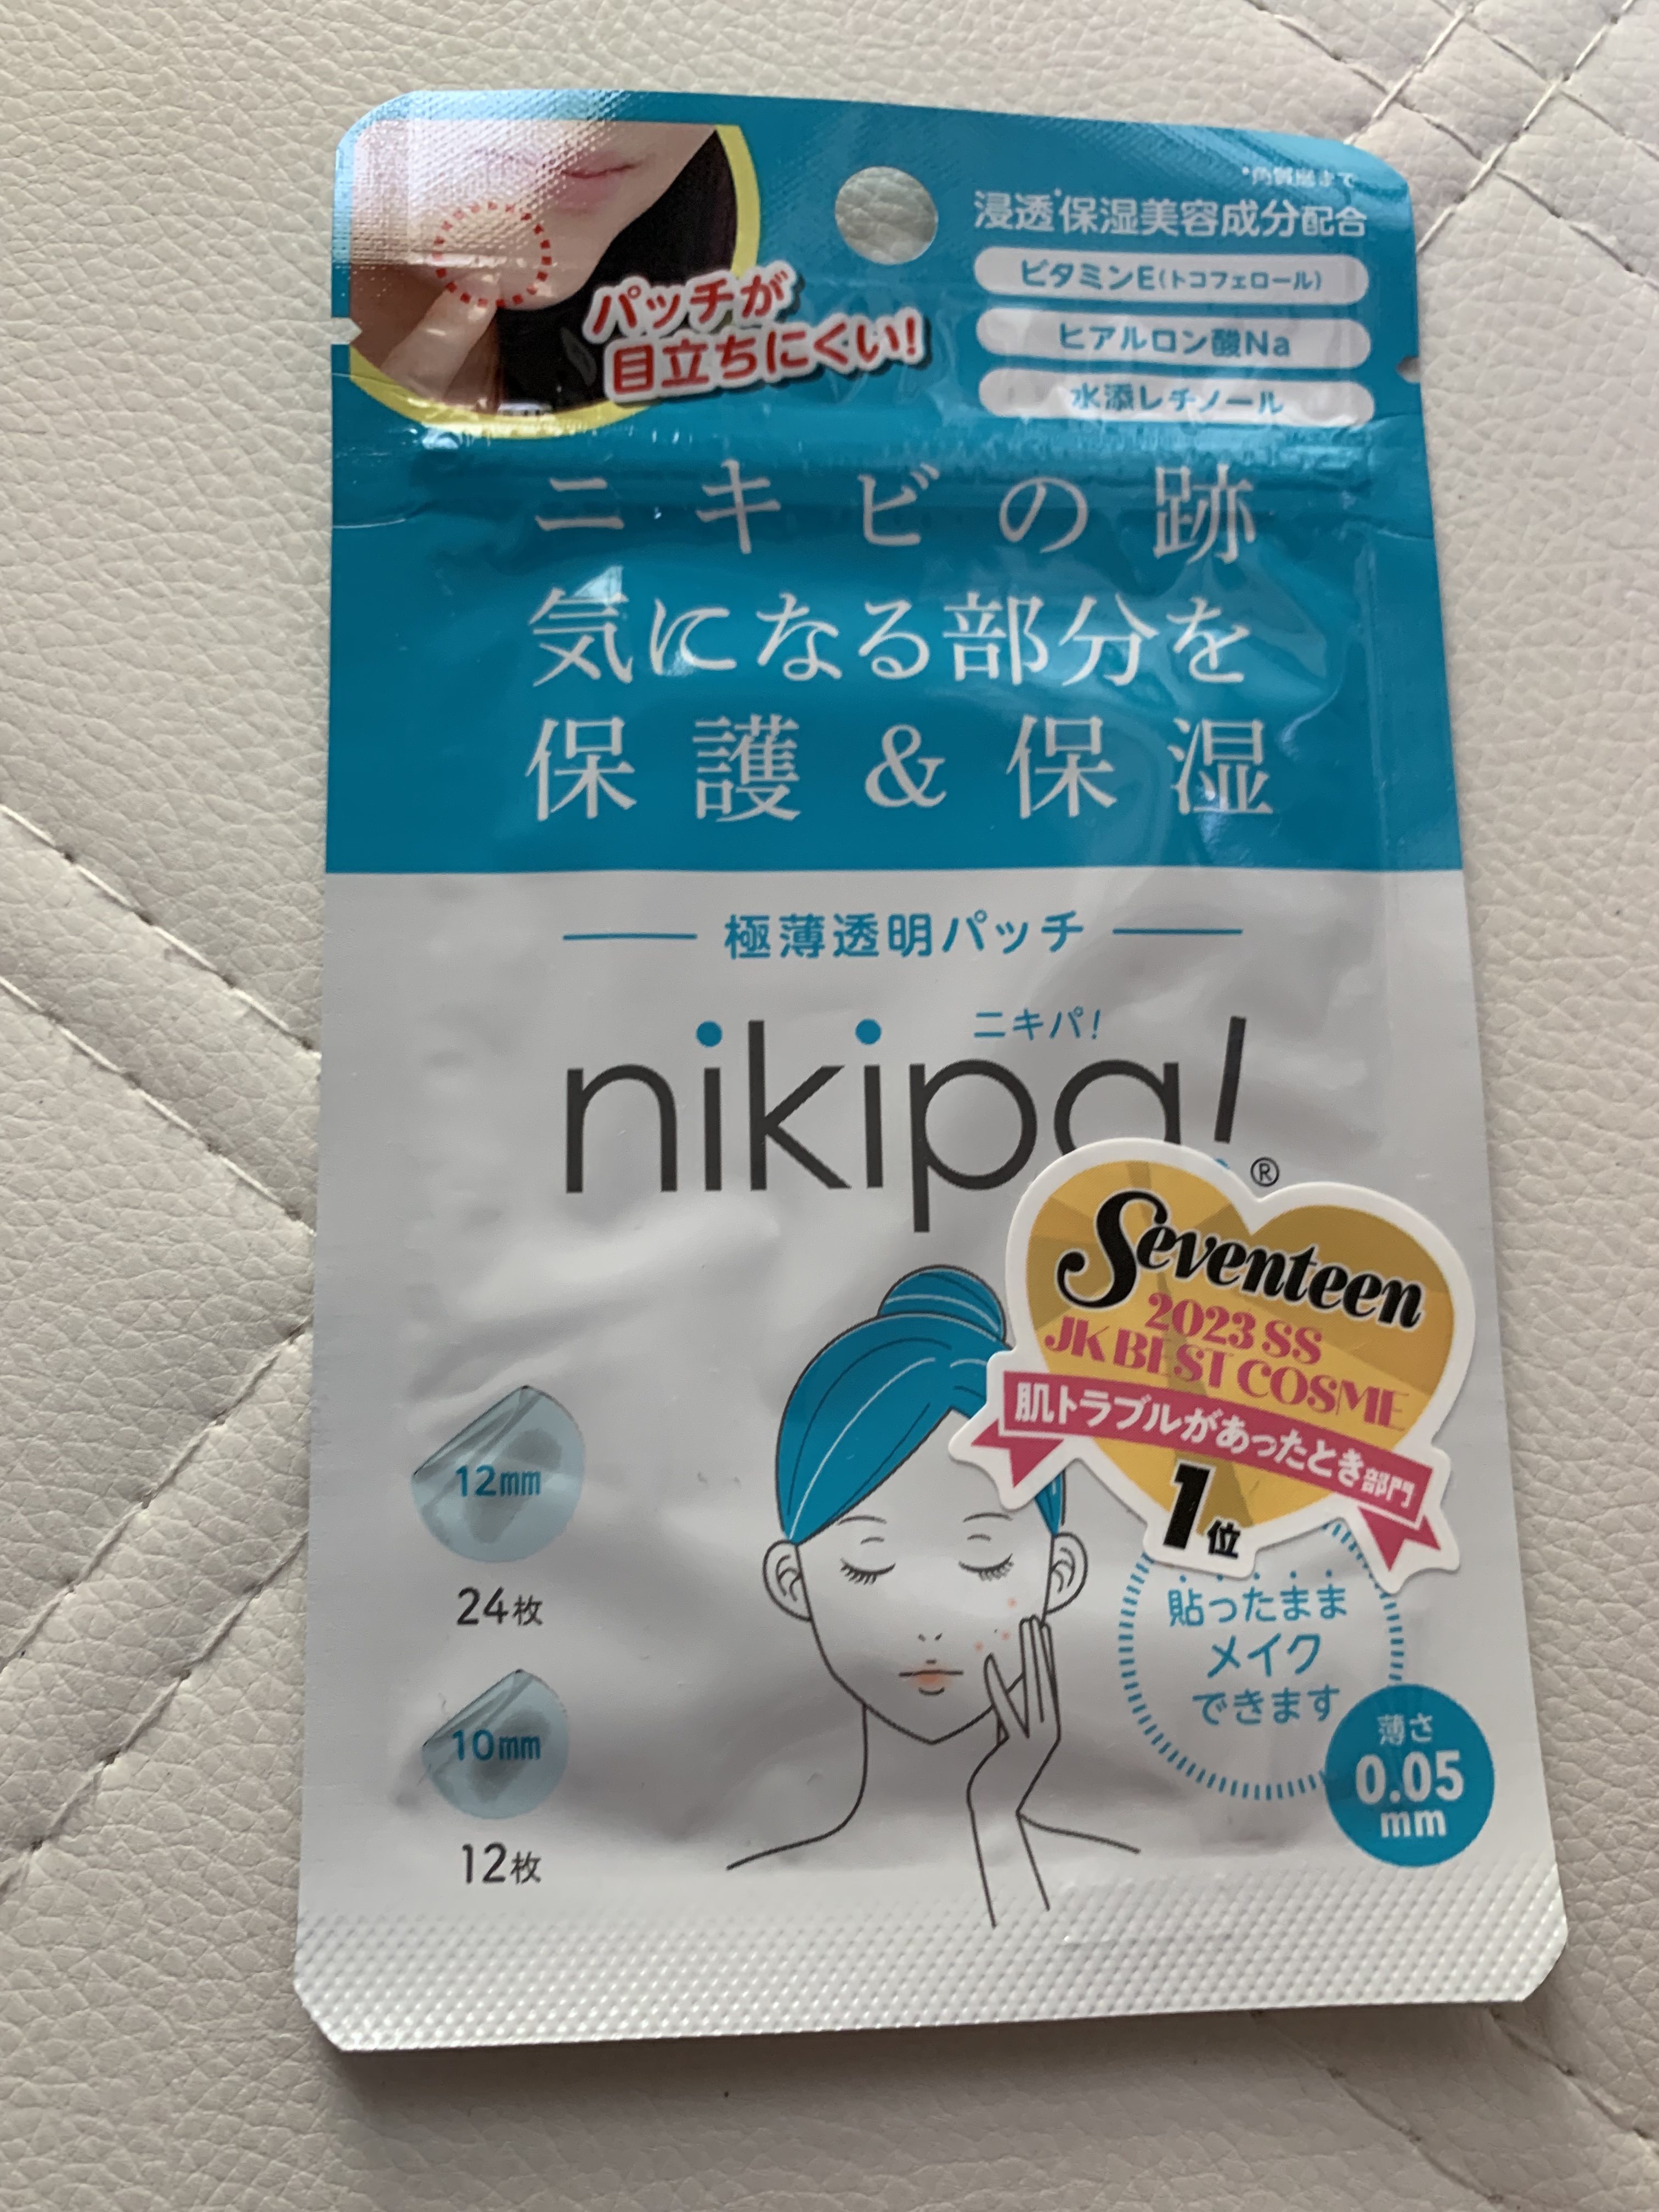 *角質層まで
浸透*保湿美容成分配合
ビタミンE(トコフェロール)
ヒアルロン酸Na
水添レチノール
パッチが
目立ちにくい!
ニキビの跡
気になる部分を
保護&保湿
極薄透明パッチ
ニキパ!
nikipa!®
Seventeen
2023 SS
JK BEST COSME
肌トラブルがあったとき部門
1位
12mm
24枚
10mm
12枚
貼ったまま
メイク
できます
薄さ
0.05
mm